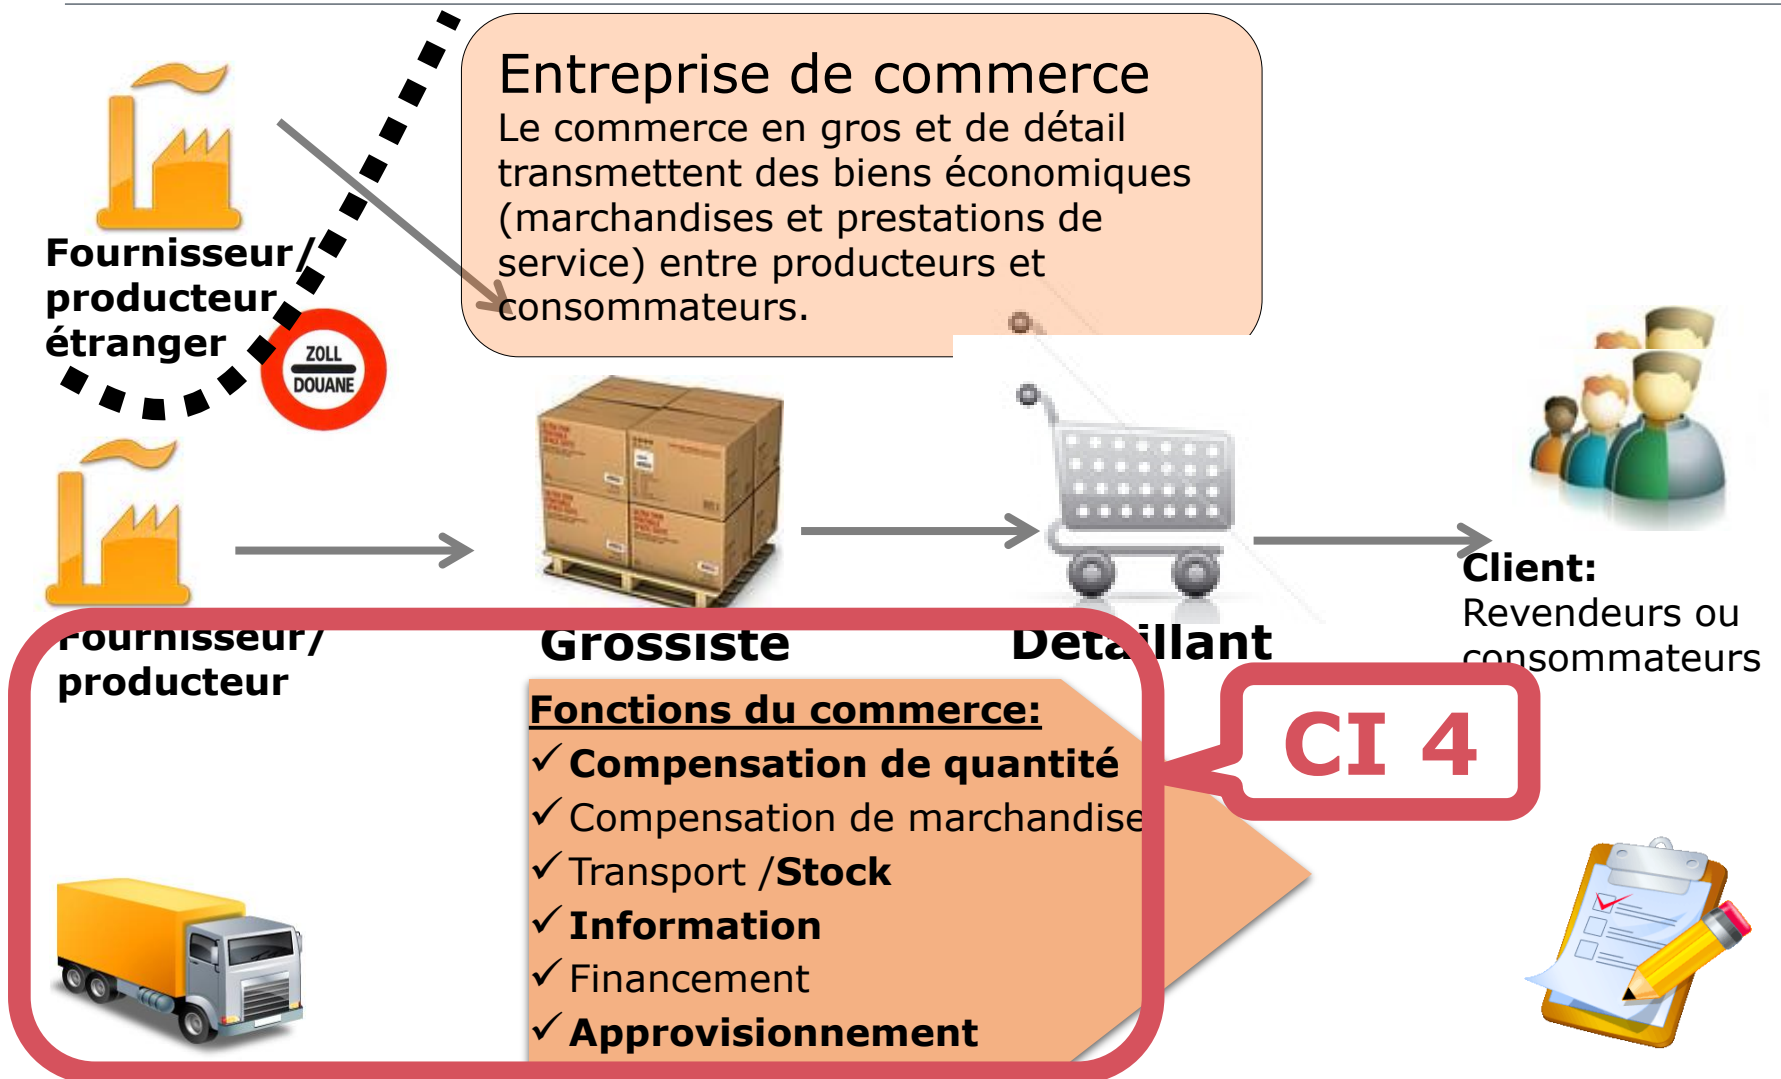 Entreprise de commerce
Le commerce en gros et de détail
transmettent des biens économiques
(marchandises et prestations de
service) entre producteurs et
consommateurs.
Fournisseur/
producteur
étranger
ZOLL
DOUANE
Fournisseur/
producteur
Grossiste
Détaillant
Client:
Revendeurs ou
consommateurs
Fonctions du commerce:
✓ Compensation de quantité
✓ Compensation de marchandise
✓ Transport /Stock
✓ Information
✓ Financement
✓ Approvisionnement
CI 4